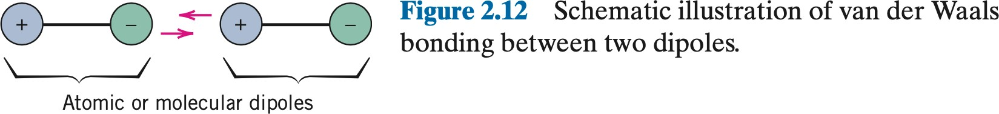 + − + −
Atomic or molecular dipoles
Figure 2.12 Schematic illustration of van der Waals
bonding between two dipoles.